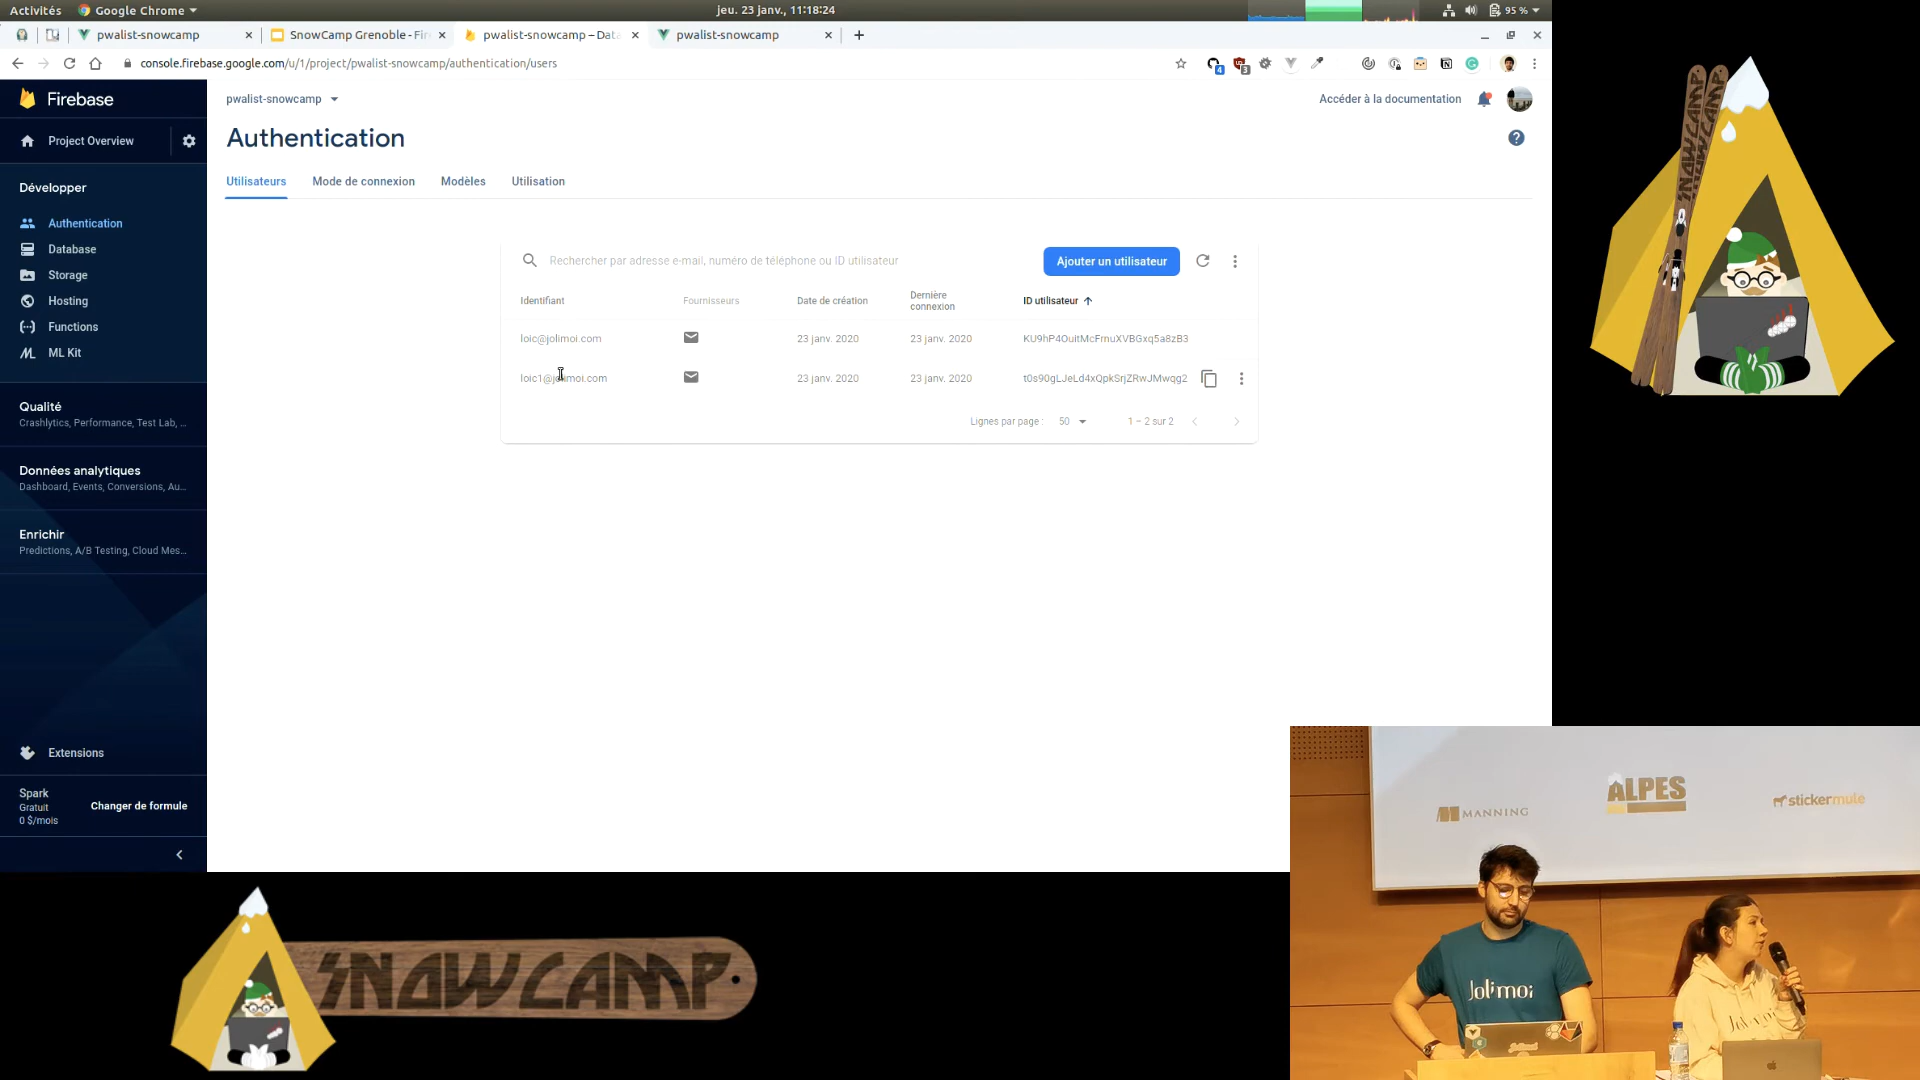 Activités
Google Chrome
jeu. 23 janv., 11:18:24
95 %
pwalist-snowcamp
SnowCamp Grenoble - Fir
pwalist-snowcamp – Data
pwalist-snowcamp
console.firebase.google.com/u/1/project/pwalist-snowcamp/authentication/users
Firebase
Project Overview
Développer
Authentication
Database
Storage
Hosting
Functions
ML Kit
Qualité
Crashlytics, Performance, Test Lab, ...
Données analytiques
Dashboard, Events, Conversions, Au...
Enrichir
Predictions, A/B Testing, Cloud Mes...
Extensions
Spark
Gratuit
0 $/mois
Changer de formule
pwalist-snowcamp
Accéder à la documentation
Authentication
Utilisateurs
Mode de connexion
Modèles
Utilisation
Rechercher par adresse e-mail, numéro de téléphone ou ID utilisateur
Ajouter un utilisateur
Identifiant
Fournisseurs
Date de création
Dernière
connexion
ID utilisateur
loic@jolimoi.com
23 janv. 2020
23 janv. 2020
KU9hP4OuitMcFrnuXVBGxq5a8zB3
loic1@jolimoi.com
23 janv. 2020
23 janv. 2020
t0s90gLJeLd4xQpkSrjZRwJMwqg2
Lignes par page :
50
1 – 2 sur 2
SNOWCAMP
SNOWCAMP
SNOWCAMP
MANNING
ALPES
stickermule
Jolimoi